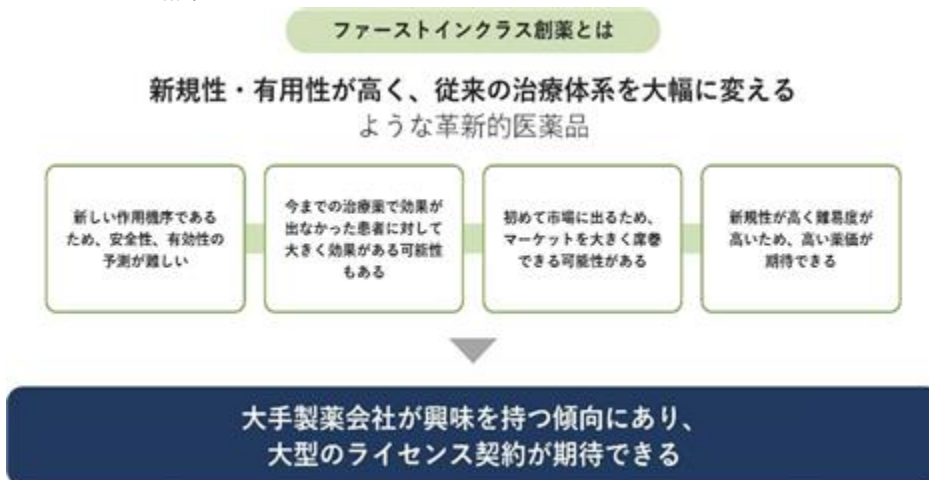 ファーストインクラス創薬とは
新規性・有用性が高く、従来の治療体系を大幅に変える
ような革新的医薬品
新しい作用機序である
ため、安全性、有効性の
予測が難しい
今までの治療薬で効果が
出なかった患者に対して
大きく効果がある可能性
もある
初めて市場に出るため、
マーケットを大きく席巻
できる可能性がある
新規性が高く難易度が
高いため、高い薬価が
期待できる
大手製薬会社が興味を持つ傾向にあり、
大型のライセンス契約が期待できる